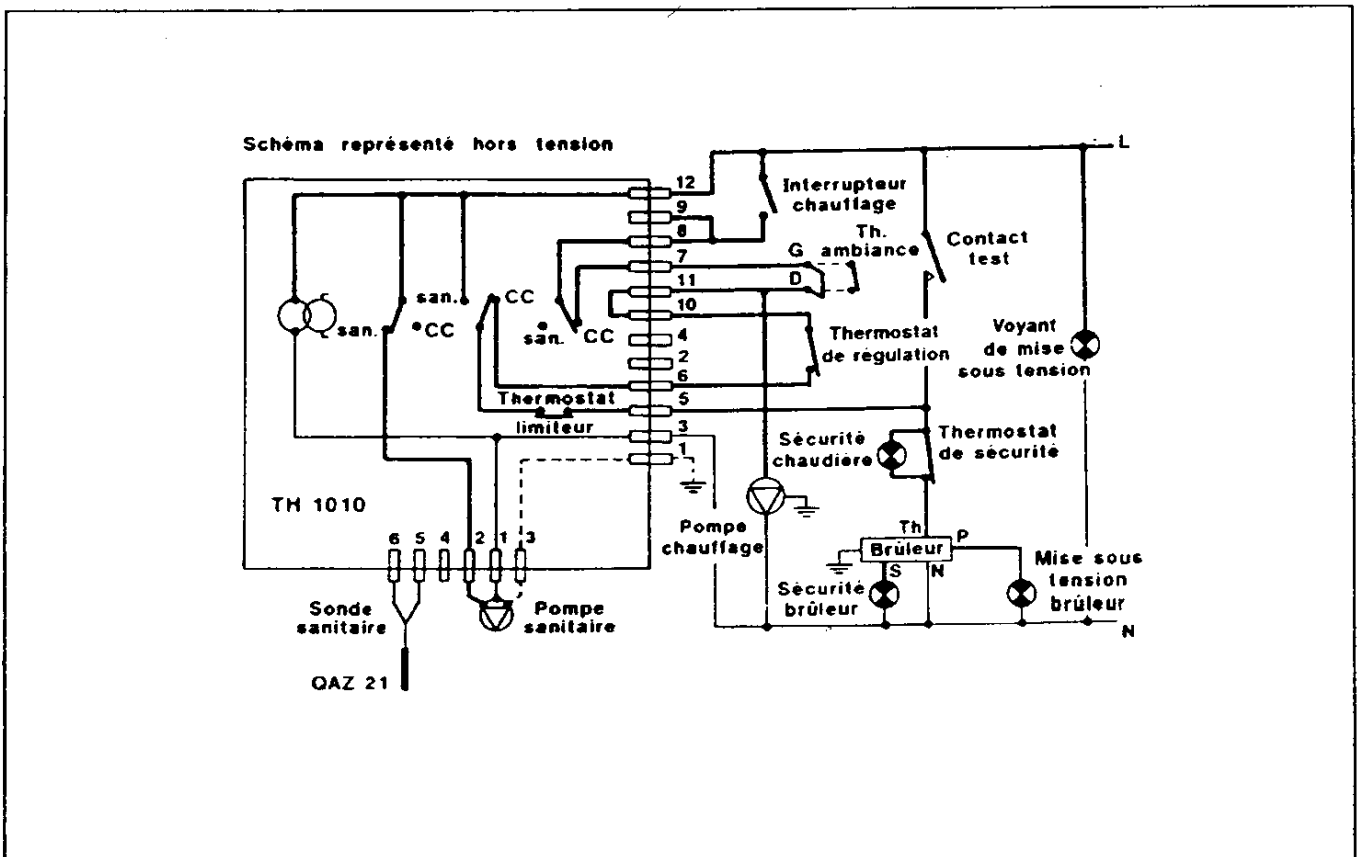 Schéma représenté hors tension
L
12
Interrupteur
chauffage
9
8
Th.
ambiance
G
Contact
test
7
D
11
san.
CC
10
san.
CC
san.
CC
4
Thermostat
de régulation
Voyant
de mise
sous tension
2
6
Thermostat
limiteur
5
3
Sécurité
chaudière
Thermostat
de sécurité
1
TH 1010
Pompe
chauffage
Th
P
Brûleur
S
N
6 5 4 2 1 3
Mise sous
tension
brûleur
Sécurité
brûleur
Sonde
sanitaire
Pompe
sanitaire
N
QAZ 21